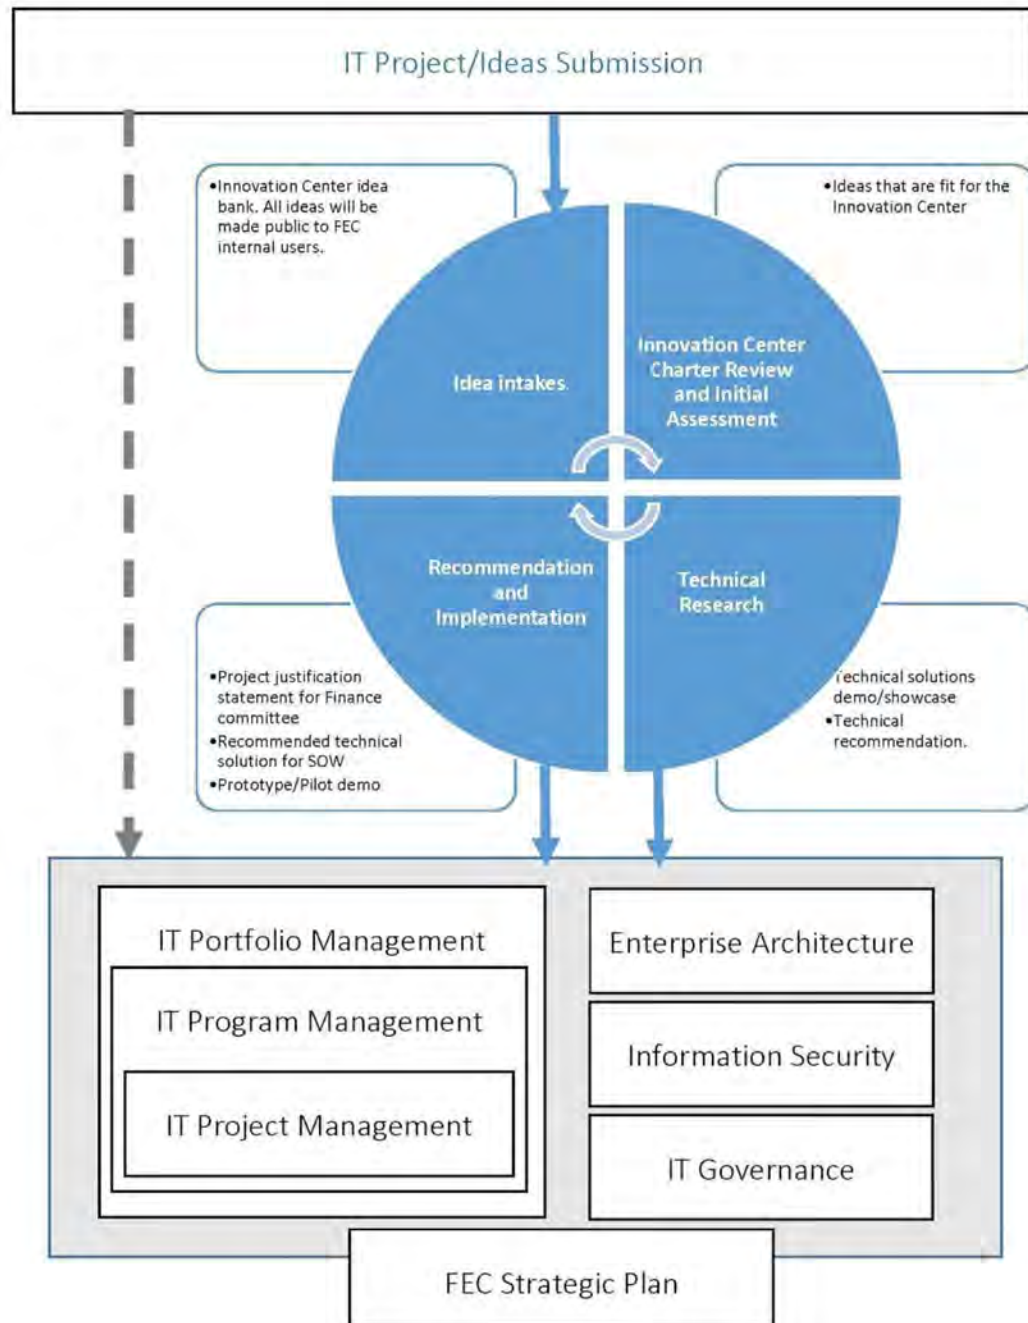 IT Project/Ideas Submission
•Innovation Center idea
bank. All ideas will be
made public to FEC
internal users.
•Ideas that are fit for the
Innovation Center
Idea intakes.
Innovation Center
Charter Review
and Initial
Assessment
Recommendation
and
Implementation
Technical
Research
•Project justification
statement for Finance
committee
•Recommended technical
solution for SOW
•Prototype/Pilot demo
•Technical solutions
demo/showcase
•Technical
recommendation.
IT Portfolio Management
IT Program Management
IT Project Management
Enterprise Architecture
Information Security
IT Governance
FEC Strategic Plan